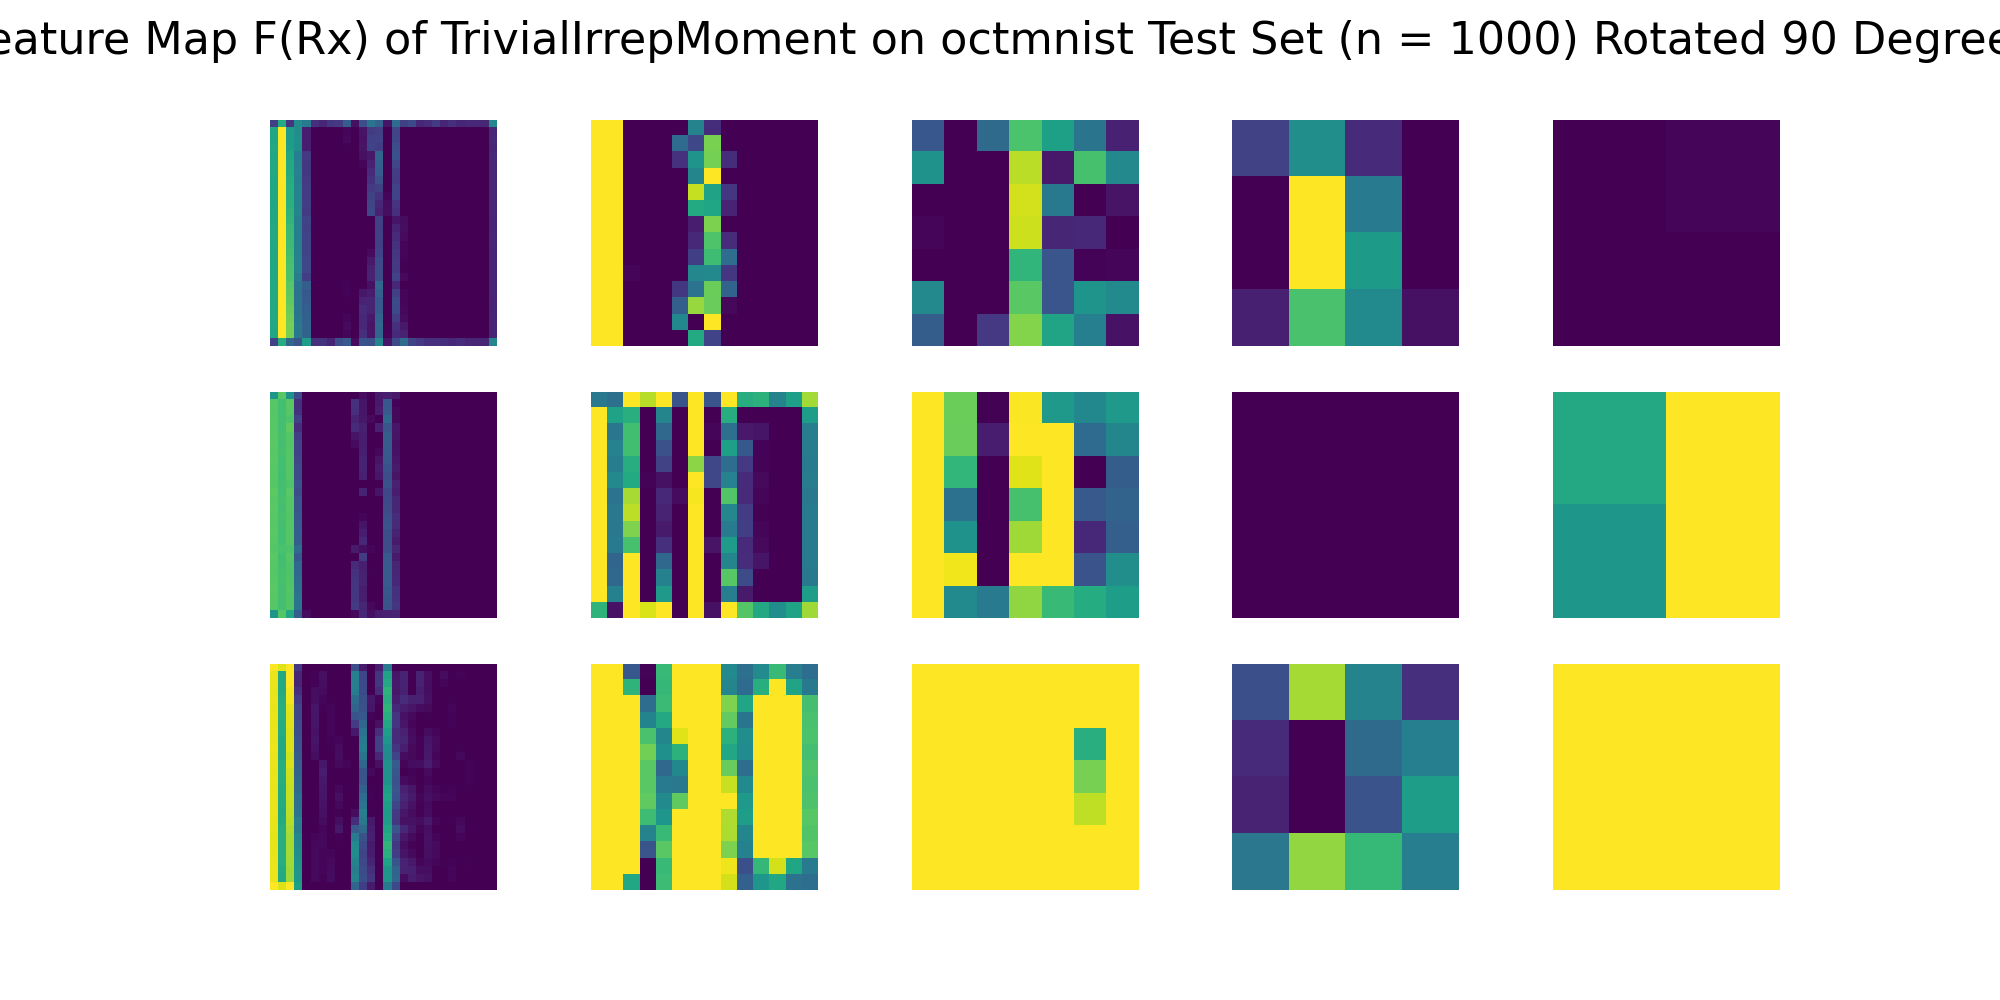 eature Map F(Rx) of TrivialIrrepMoment on octmnist Test Set (n = 1000) Rotated 90 Degree